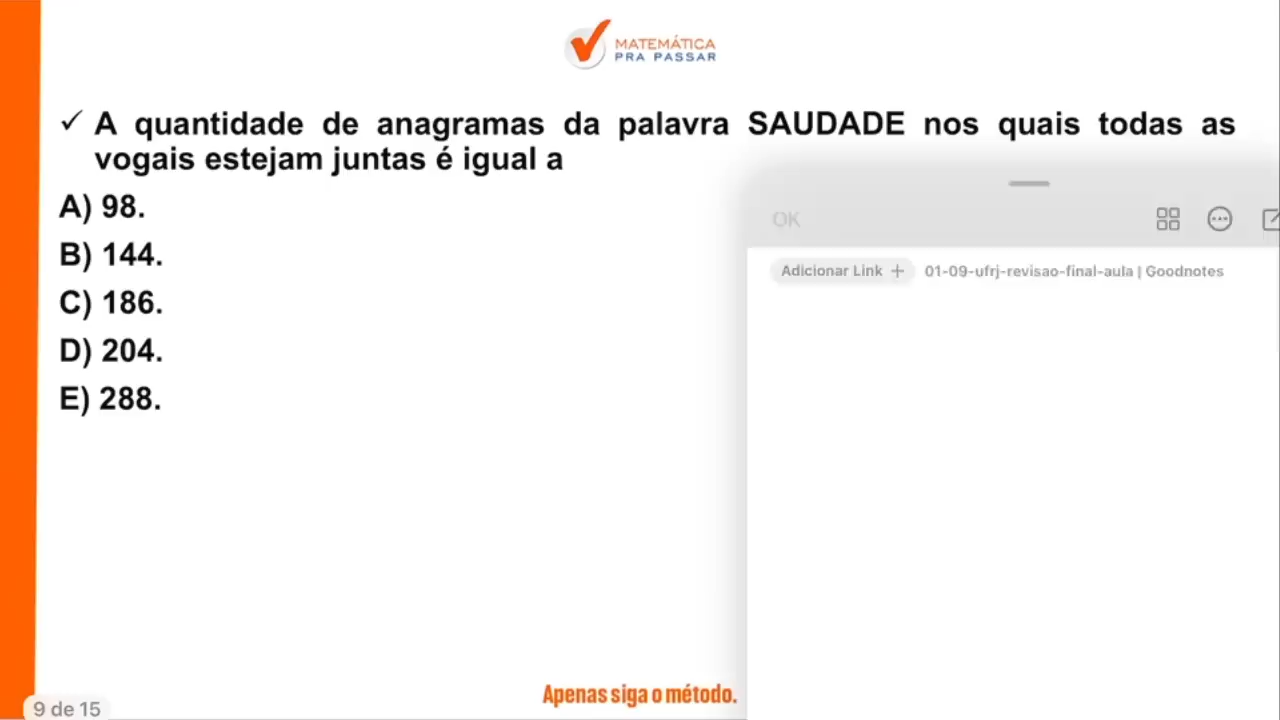 MATEMÁTICA
PRA PASSAR
✓ A quantidade de anagramas da palavra SAUDADE nos quais todas as
vogais estejam juntas é igual a
A) 98.
B) 144.
C) 186.
D) 204.
E) 288.
OK
Adicionar Link + 01-09-ufrj-revisao-final-aula | Goodnotes
Apenas siga o método.
9 de 15